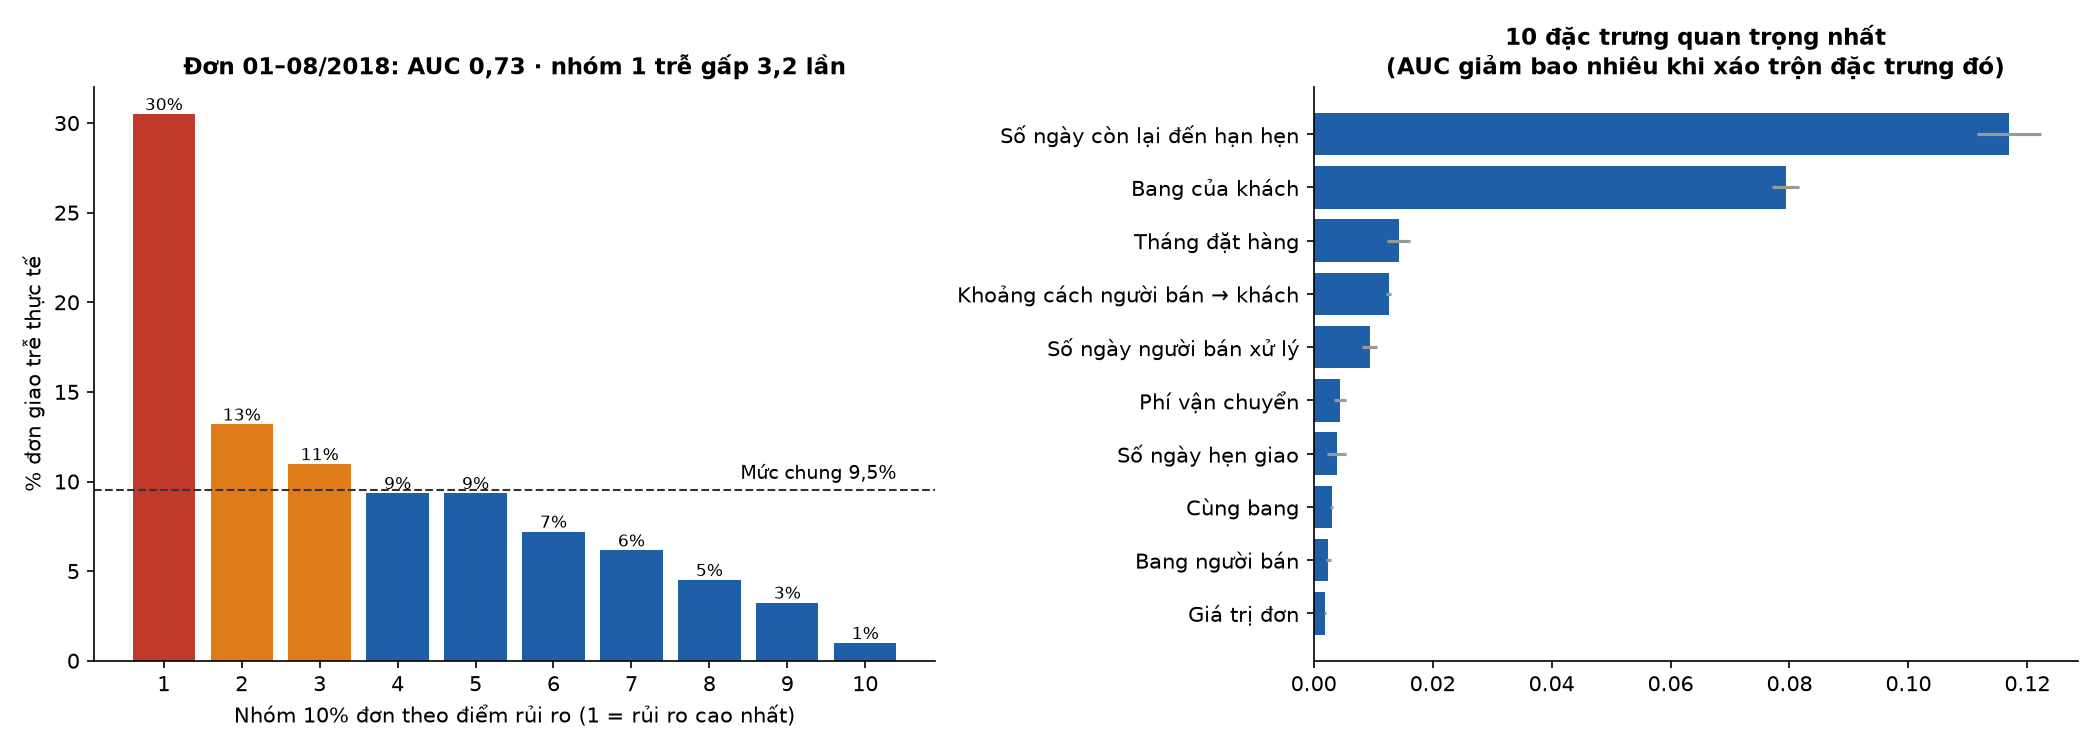 Đơn 01–08/2018: AUC 0,73 · nhóm 1 trễ gấp 3,2 lần
% đơn giao trễ thực tế
30
25
20
15
10
5
0
30%
13%
11%
9%
9%
7%
6%
5%
3%
1%
Mức chung 9,5%
1 2 3 4 5 6 7 8 9 10
Nhóm 10% đơn theo điểm rủi ro (1 = rủi ro cao nhất)
10 đặc trưng quan trọng nhất
(AUC giảm bao nhiêu khi xáo trộn đặc trưng đó)
Số ngày còn lại đến hạn hẹn
Bang của khách
Tháng đặt hàng
Khoảng cách người bán → khách
Số ngày người bán xử lý
Phí vận chuyển
Số ngày hẹn giao
Cùng bang
Bang người bán
Giá trị đơn
0.00 0.02 0.04 0.06 0.08 0.10 0.12